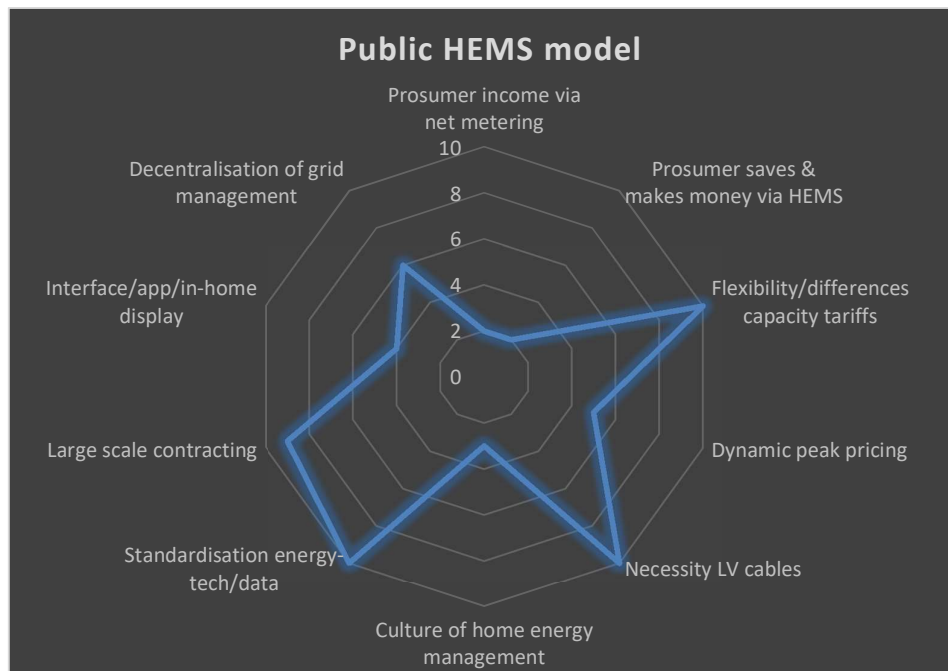 Public HEMS model
Prosumer income via
net metering
Prosumer saves &
makes money via HEMS
Flexibility/differences
capacity tariffs
Dynamic peak pricing
Necessity LV cables
Culture of home energy
management
Standardisation energy-
tech/data
Large scale contracting
Interface/app/in-home
display
Decentralisation of grid
management
10
8
6
4
2
0